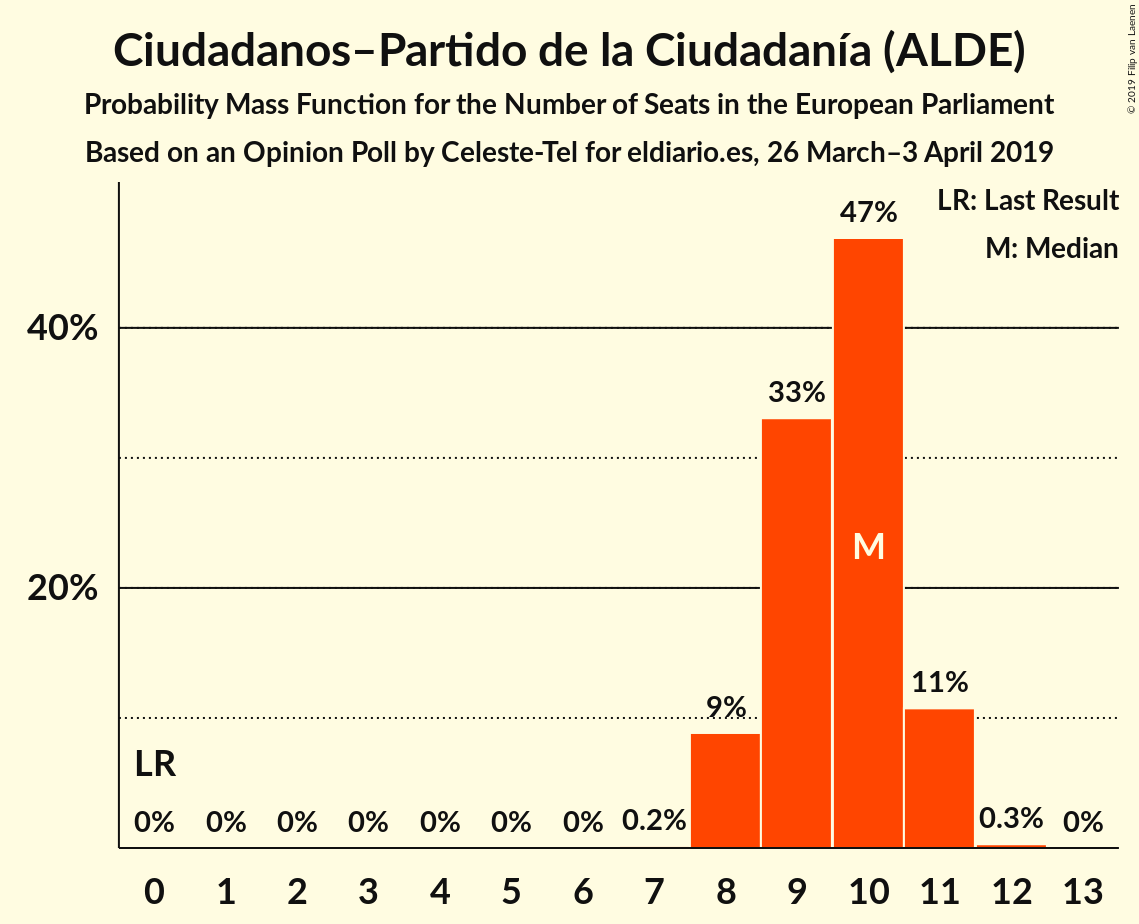 Ciudadanos–Partido de la Ciudadanía (ALDE)
Probability Mass Function for the Number of Seats in the European Parliament
Based on an Opinion Poll by Celeste-Tel for eldiario.es, 26 March–3 April 2019
© 2019 Filip van Laenen
LR: Last Result
M: Median
47%
40%
33%
M
20%
11%
9%
LR
0% 0% 0% 0% 0% 0% 0% 0.2% 0.3% 0%
0 1 2 3 4 5 6 7 8 9 10 11 12 13